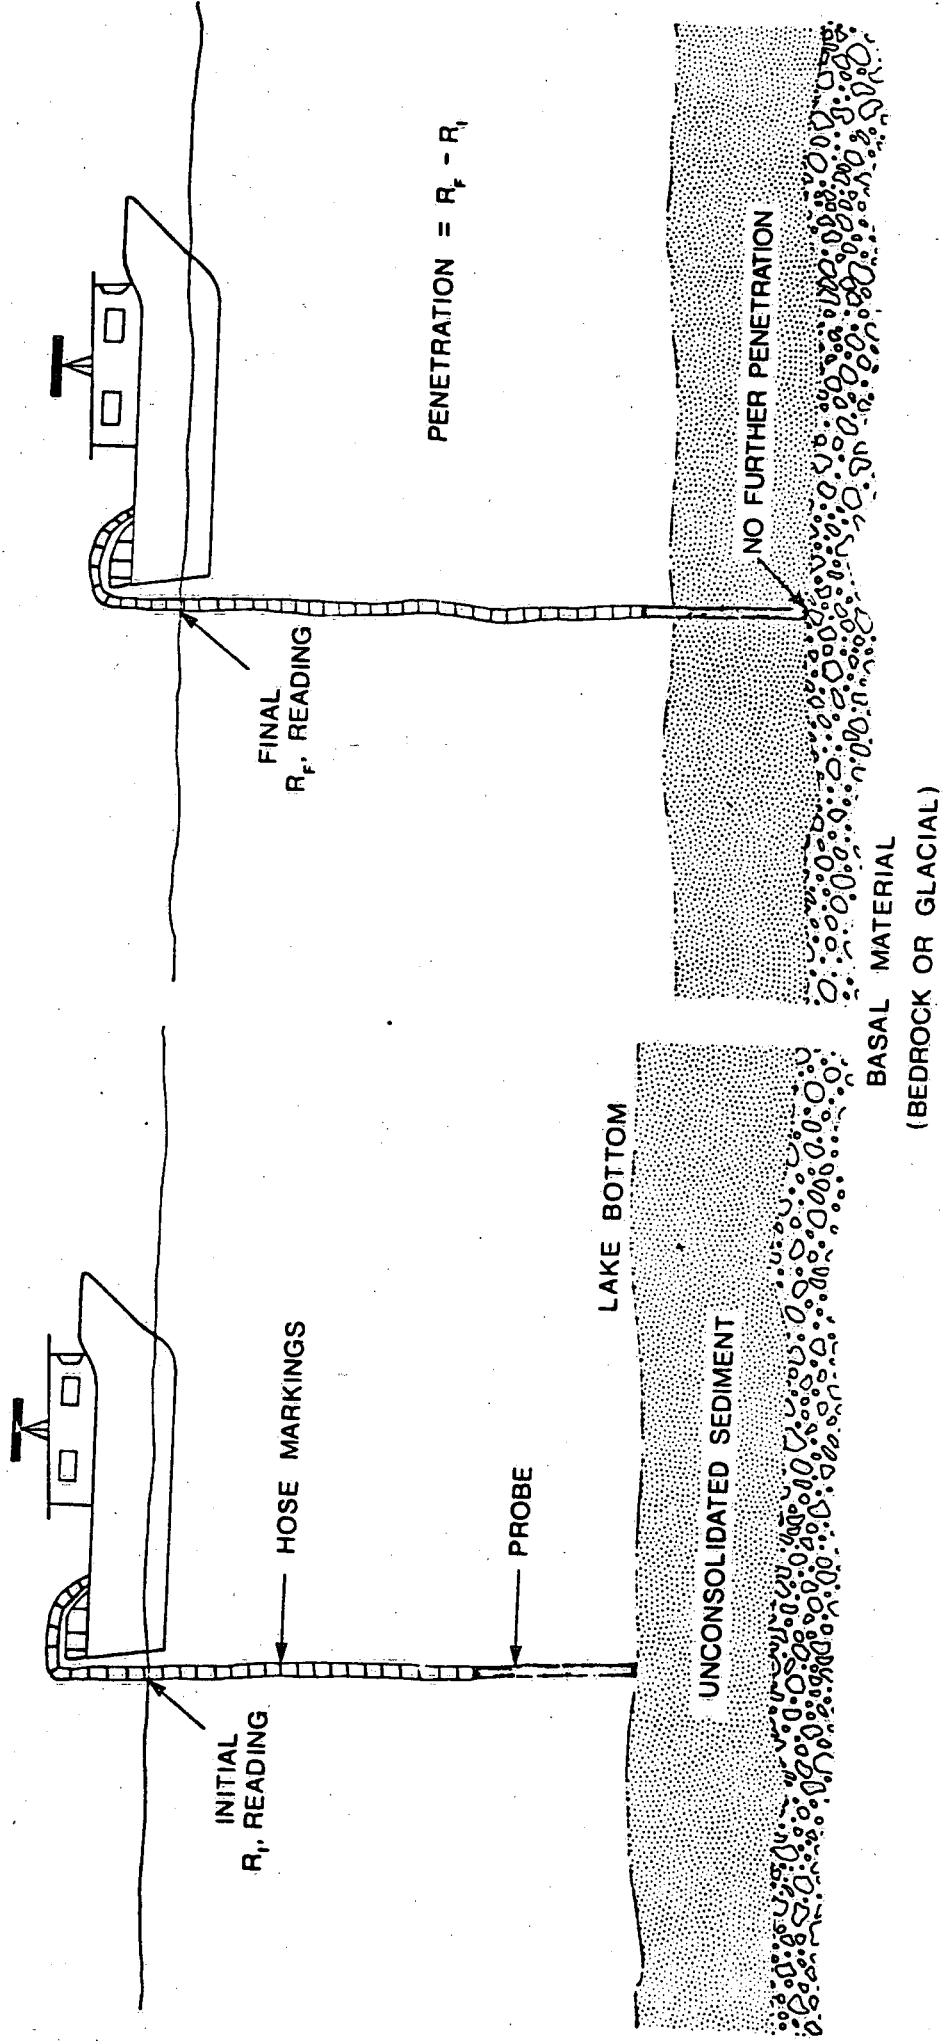 INITIAL
R_I, READING
HOSE MARKINGS
PROBE
LAKE BOTTOM
UNCONSOLIDATED SEDIMENT
FINAL
R_F, READING
PENETRATION = R_F - R_I
NO FURTHER PENETRATION
BASAL MATERIAL
(BEDROCK OR GLACIAL)